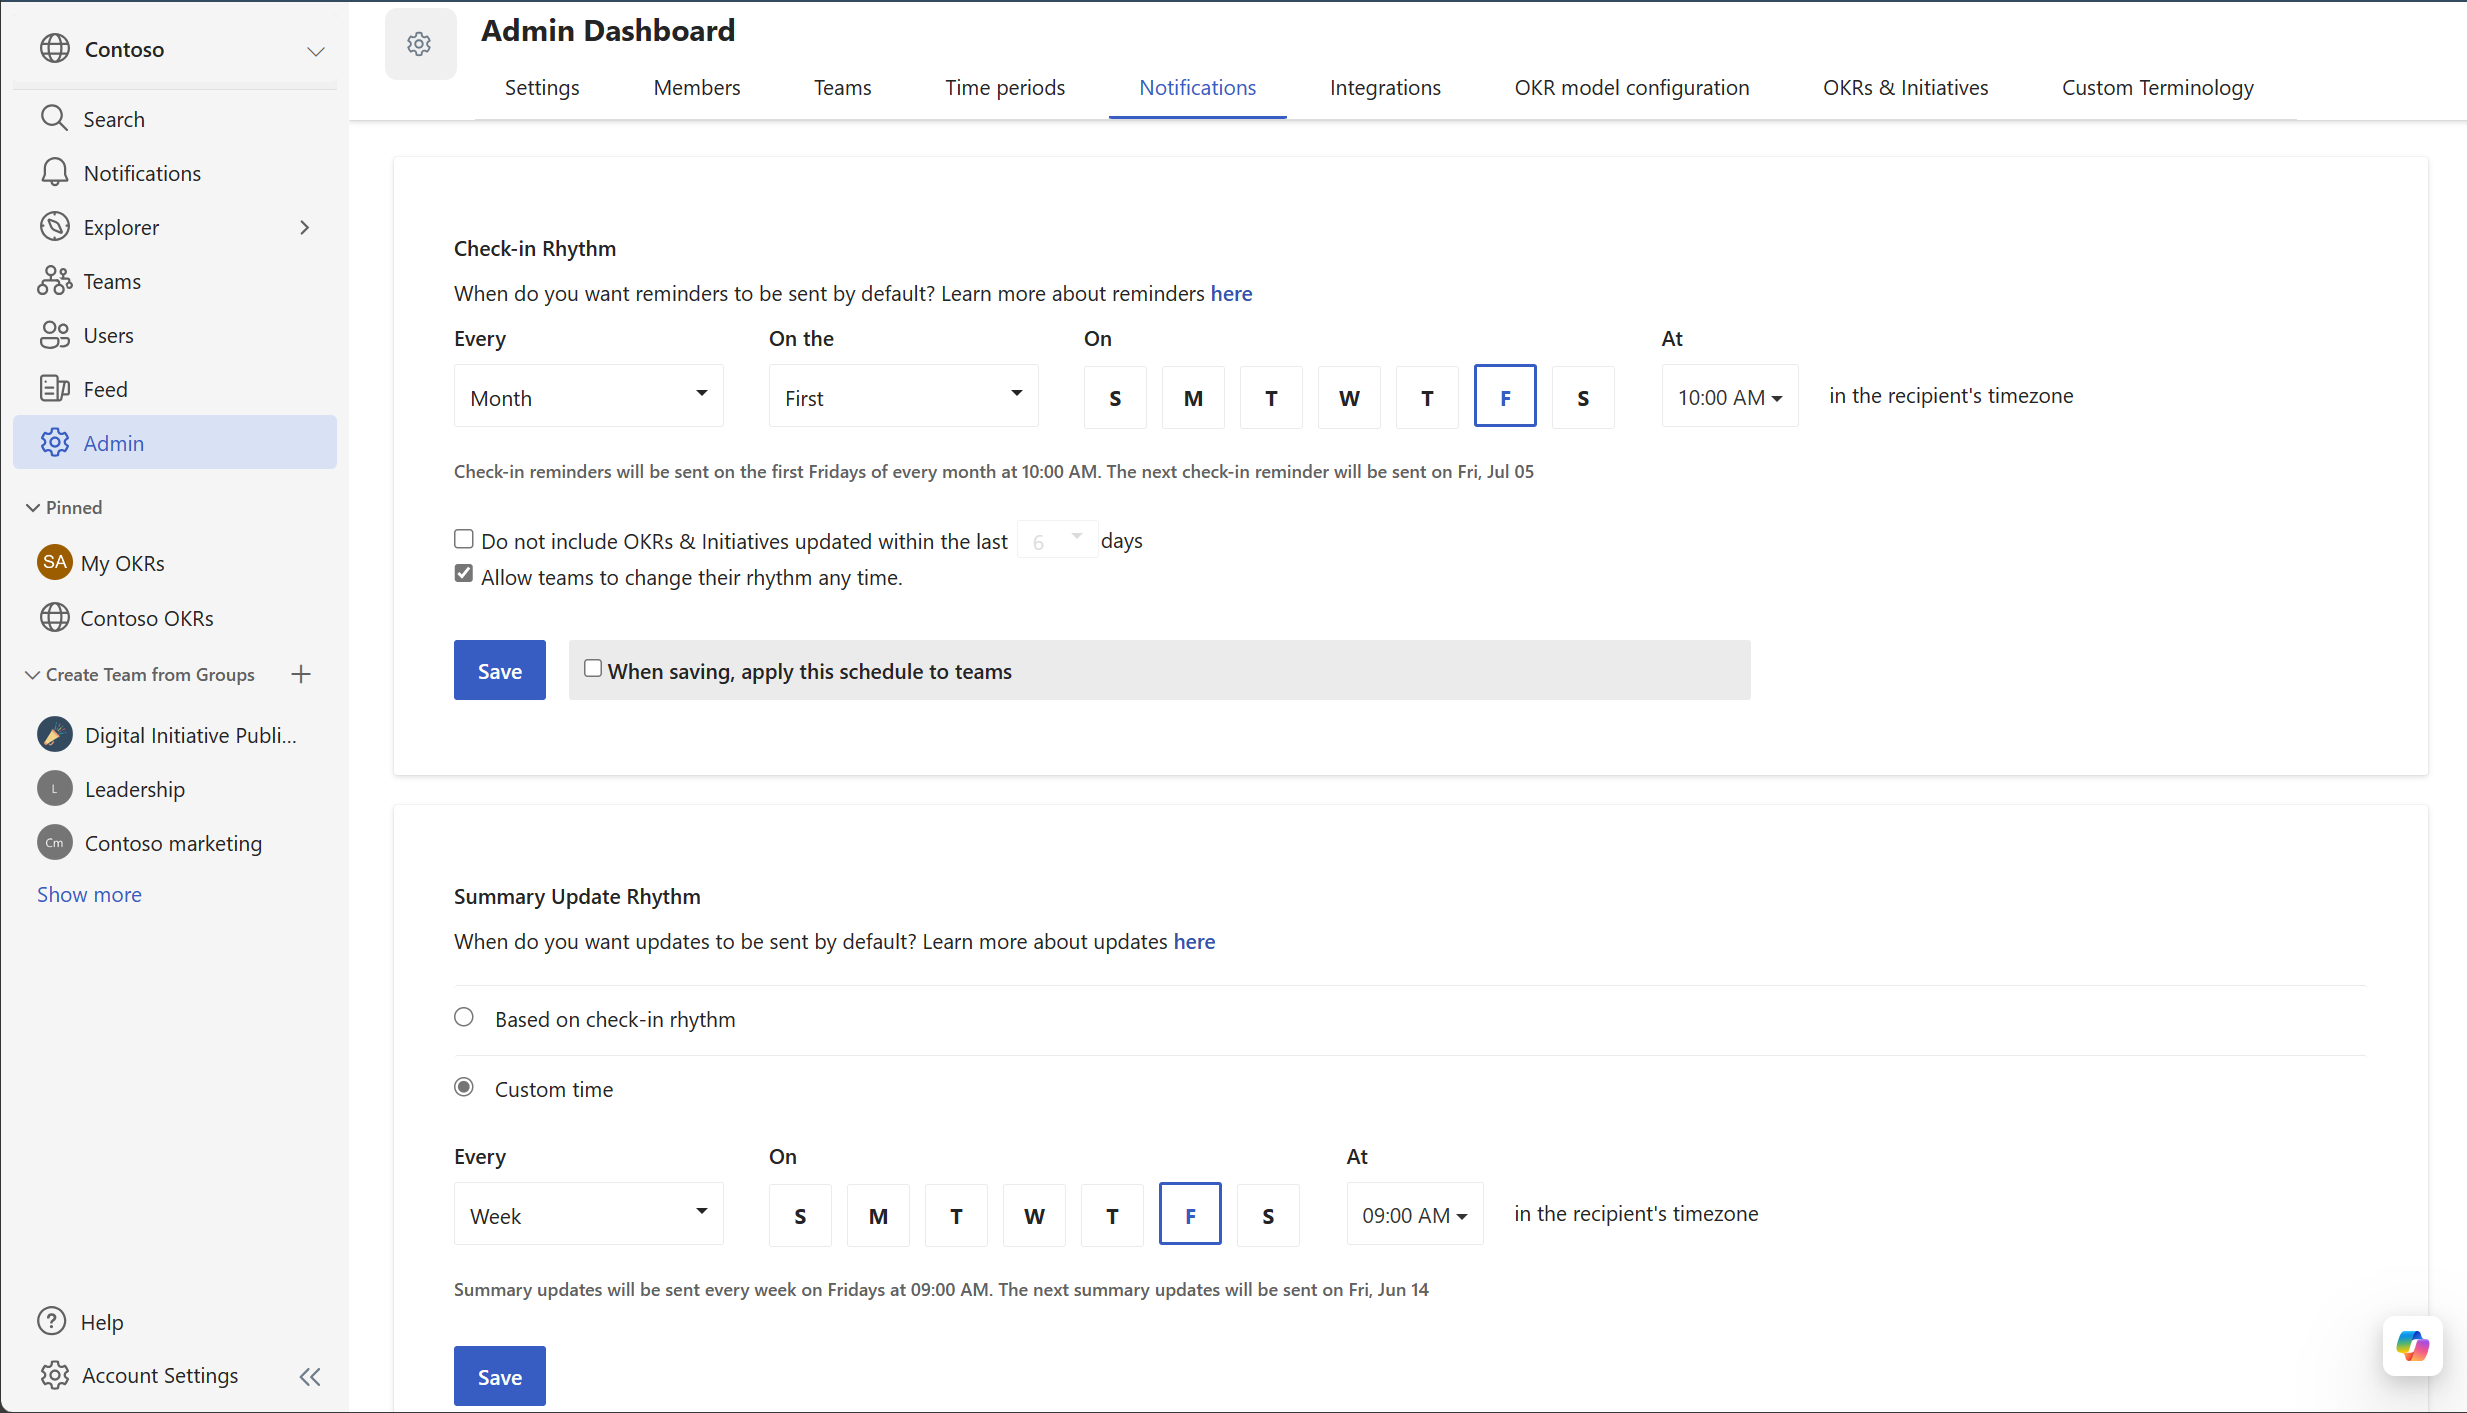 Contoso
Search
Notifications
Explorer
Teams
Users
Feed
Admin
Pinned
SA My OKRs
Contoso OKRs
Create Team from Groups
Digital Initiative Publi...
L Leadership
Cm Contoso marketing
Show more
Help
Account Settings
Admin Dashboard
Settings Members Teams Time periods Notifications Integrations OKR model configuration OKRs & Initiatives Custom Terminology
Check-in Rhythm
When do you want reminders to be sent by default? Learn more about reminders here
Every On the On At
Month First S M T W T F S 10:00 AM in the recipient's timezone
Check-in reminders will be sent on the first Fridays of every month at 10:00 AM. The next check-in reminder will be sent on Fri, Jul 05
Do not include OKRs & Initiatives updated within the last 6 days
Allow teams to change their rhythm any time.
Save When saving, apply this schedule to teams
Summary Update Rhythm
When do you want updates to be sent by default? Learn more about updates here
Based on check-in rhythm
Custom time
Every On At
Week S M T W T F S 09:00 AM in the recipient's timezone
Summary updates will be sent every week on Fridays at 09:00 AM. The next summary updates will be sent on Fri, Jun 14
Save